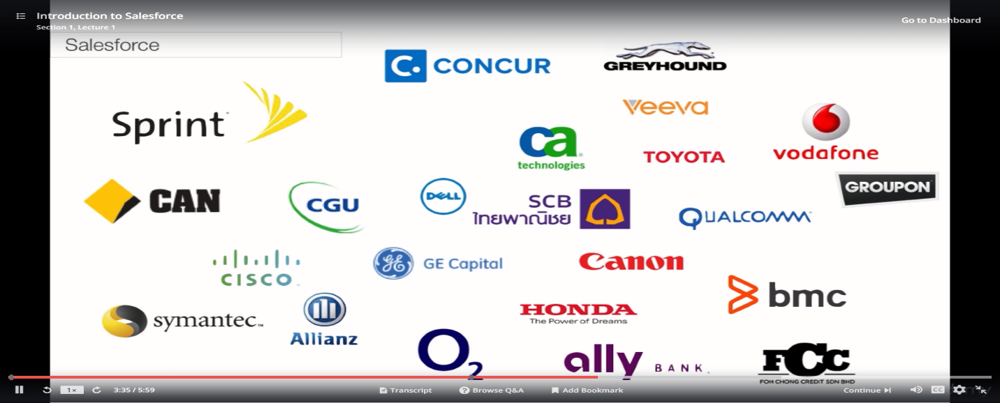 Introduction to Salesforce
Section 1, Lecture 1
Go to Dashboard
Salesforce
C. CONCUR
GREYHOUND
Sprint
veeva
ca
technologies
TOYOTA
vodafone
CAN
CGU
DELL
SCB
ไทยพาณิชย
QUALCOMM
GROUPON
CISCO
GE GE Capital
Canon
bmc
symantec™
Allianz
HONDA
The Power of Dreams
O2
ally BANK
FCC
FOH CHONG CREDIT SDN BHD
1×
3:35 / 5:59
Transcript
Browse Q&A
Add Bookmark
Continue
CC